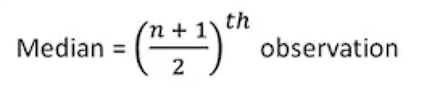 Median = (n + 1 / 2)th observation